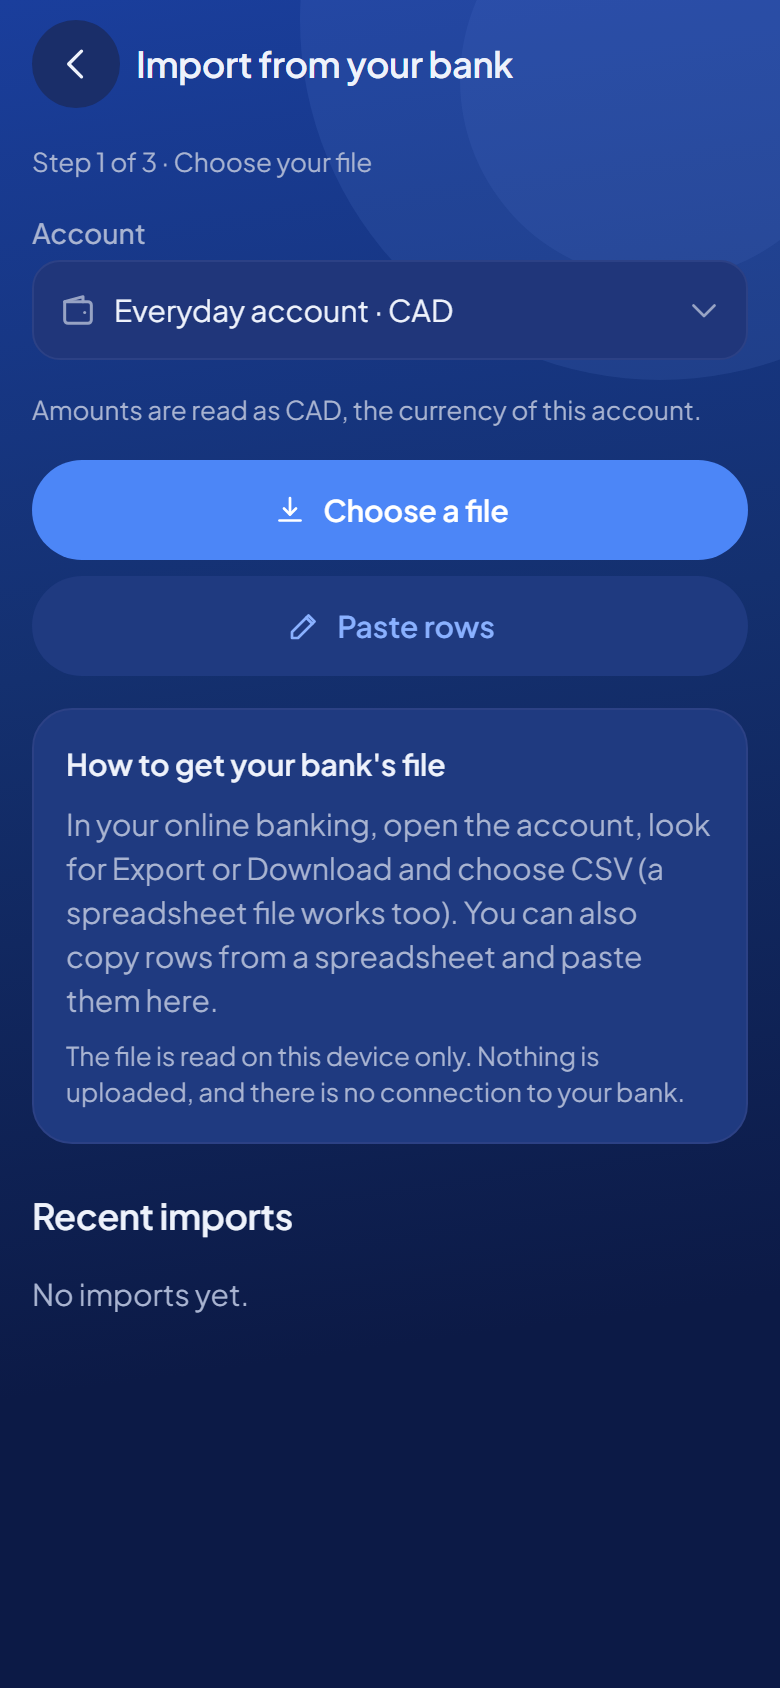 Import from your bank
Step 1 of 3 · Choose your file
Account
Everyday account · CAD
Amounts are read as CAD, the currency of this account.
Choose a file
Paste rows
How to get your bank's file
In your online banking, open the account, look
for Export or Download and choose CSV (a
spreadsheet file works too). You can also
copy rows from a spreadsheet and paste
them here.
The file is read on this device only. Nothing is
uploaded, and there is no connection to your bank.
Recent imports
No imports yet.